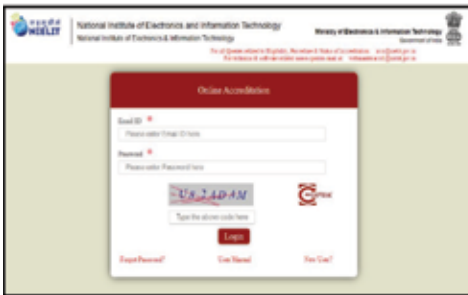 NIELIT
National Institute of Electronics and Information Technology
National Institute of Electronics & Information Technology
Ministry of Electronics & Information Technology
Government of India
Online Accreditation
Email ID *
Please enter Email ID here
Password *
Please enter Password here
Type the above code here
Login
Forgot Password?
User Manual
New User?